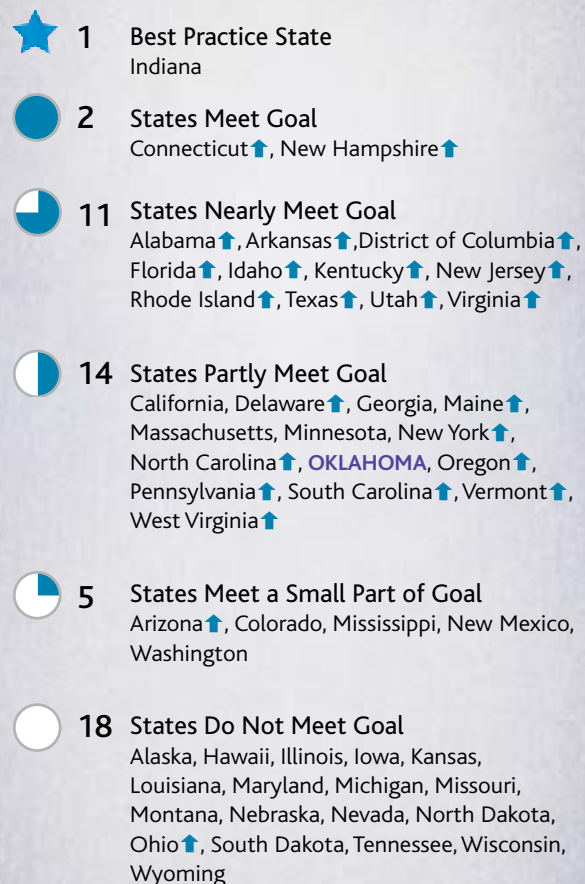 1 Best Practice State
Indiana
2 States Meet Goal
Connecticut⬆, New Hampshire⬆
11 States Nearly Meet Goal
Alabama⬆, Arkansas⬆,District of Columbia⬆,
Florida⬆, Idaho⬆, Kentucky⬆, New Jersey⬆,
Rhode Island⬆, Texas⬆, Utah⬆, Virginia⬆
14 States Partly Meet Goal
California, Delaware⬆, Georgia, Maine⬆,
Massachusetts, Minnesota, New York⬆,
North Carolina⬆, OKLAHOMA, Oregon⬆,
Pennsylvania⬆, South Carolina⬆, Vermont⬆,
West Virginia⬆
5 States Meet a Small Part of Goal
Arizona⬆, Colorado, Mississippi, New Mexico,
Washington
18 States Do Not Meet Goal
Alaska, Hawaii, Illinois, Iowa, Kansas,
Louisiana, Maryland, Michigan, Missouri,
Montana, Nebraska, Nevada, North Dakota,
Ohio⬆, South Dakota, Tennessee, Wisconsin,
Wyoming